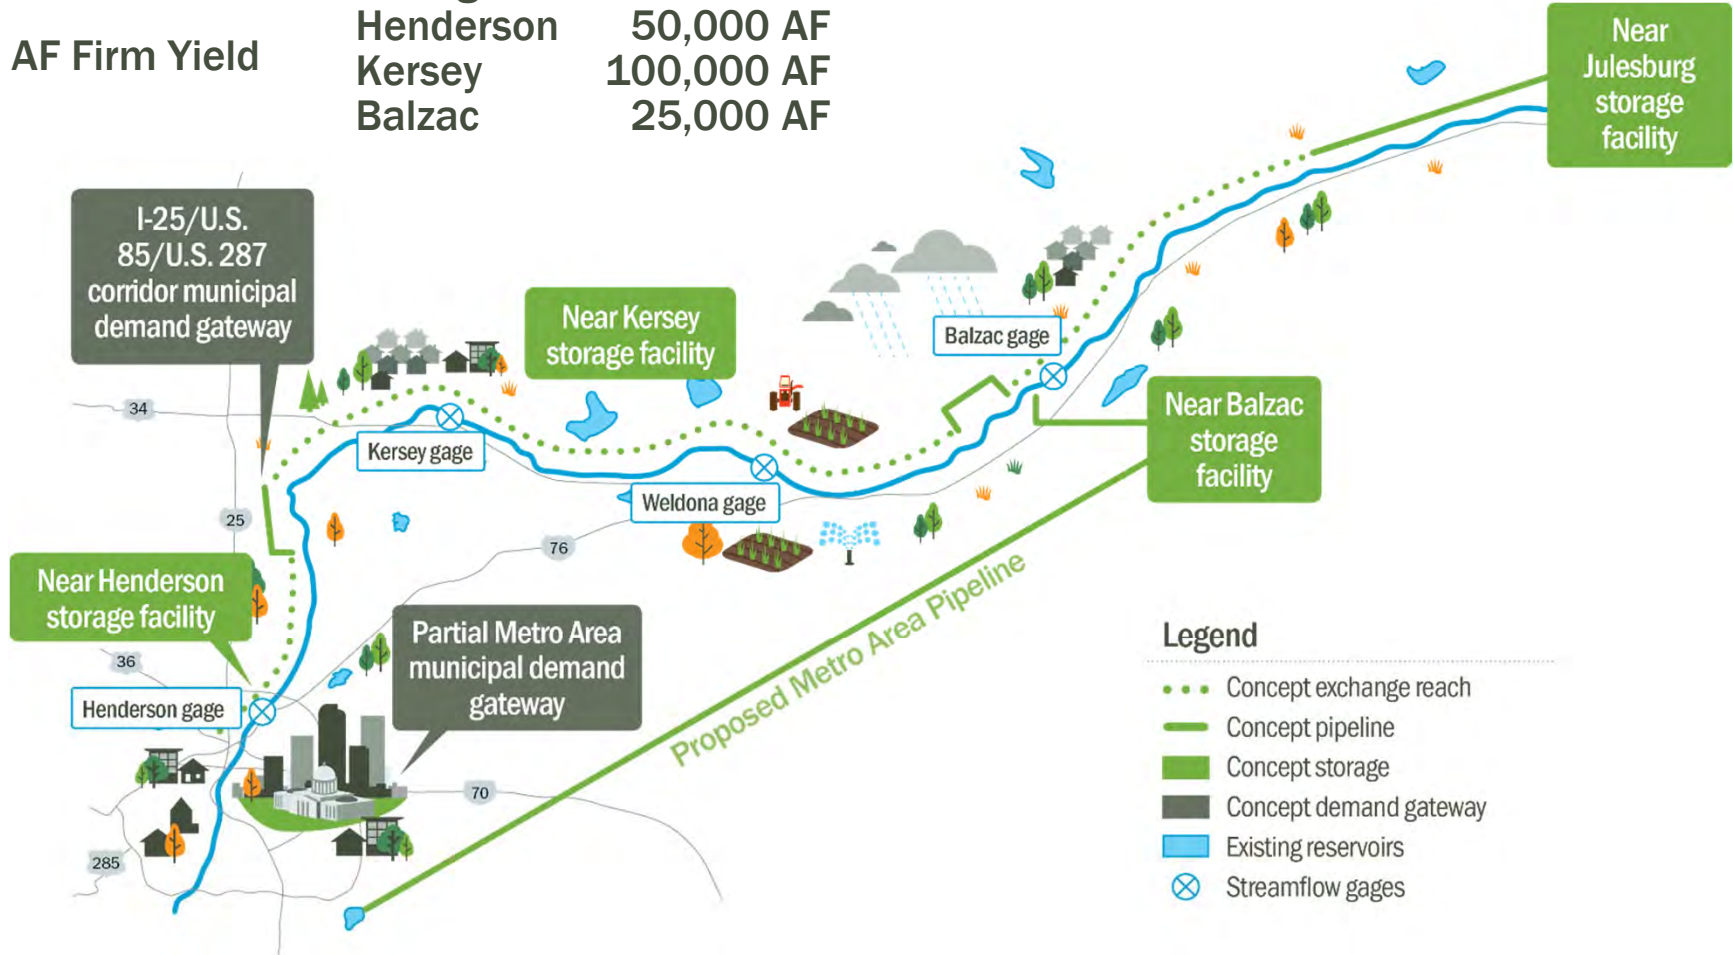 Henderson 50,000 AF
AF Firm Yield
Kersey 100,000 AF
Balzac 25,000 AF
Near
Julesburg
storage
facility
I-25/U.S.
85/U.S. 287
corridor municipal
demand gateway
Near Kersey
storage facility
Balzac gage
34
Kersey gage
Near Balzac
storage
facility
Weldona gage
25
76
Near Henderson
storage facility
Partial Metro Area
municipal demand
gateway
36
Henderson gage
Proposed Metro Area Pipeline
70
285
Legend
Concept exchange reach
Concept pipeline
Concept storage
Concept demand gateway
Existing reservoirs
Streamflow gages